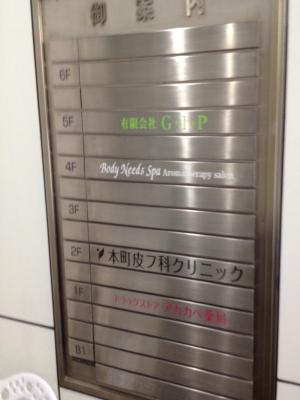 御案内
6F
5F 有限会社 G・I・P
4F Body Needs Spa Aromatherapy salon
3F
2F 本町皮フ科クリニック
1F ドラッグストア アカカベ薬局
B1